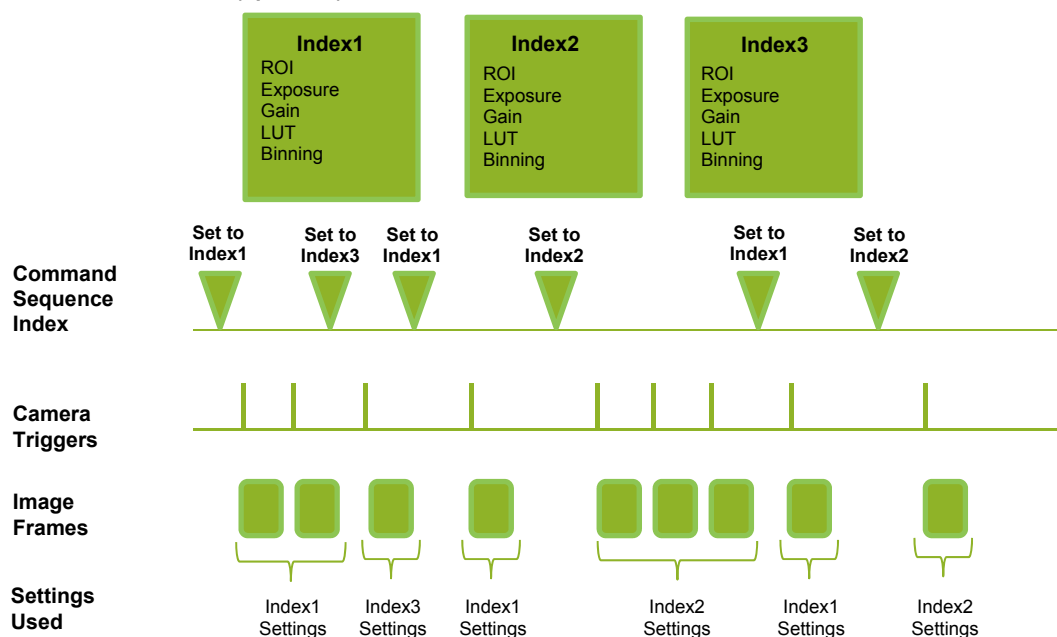 Index1
ROI
Exposure
Gain
LUT
Binning
Index2
ROI
Exposure
Gain
LUT
Binning
Index3
ROI
Exposure
Gain
LUT
Binning
Set to
Index1
Set to
Index3
Set to
Index1
Set to
Index2
Set to
Index1
Set to
Index2
Command
Sequence
Index
Camera
Triggers
Image
Frames
Settings
Used
Index1
Settings
Index3
Settings
Index1
Settings
Index2
Settings
Index1
Settings
Index2
Settings